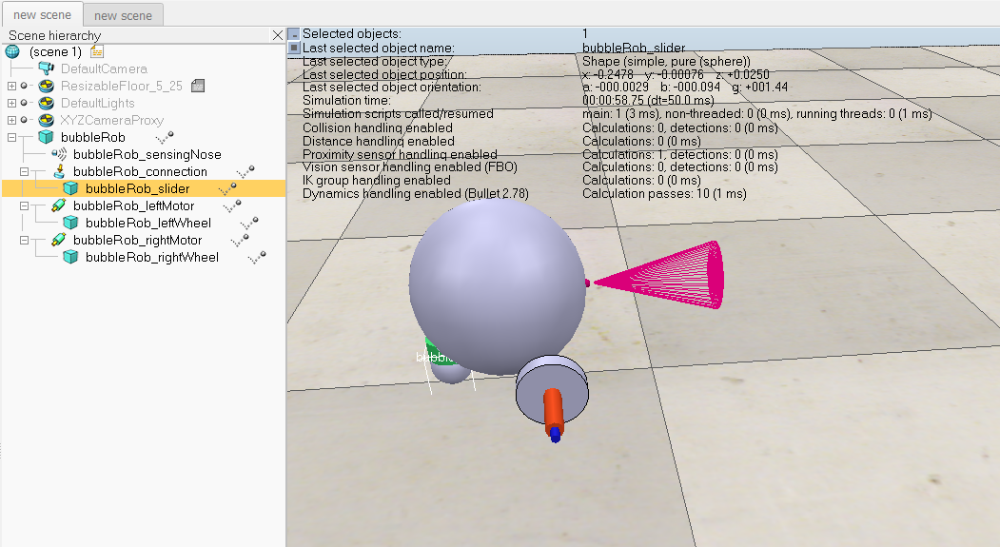 new scene
new scene
Scene hierarchy
(scene 1)
DefaultCamera
ResizableFloor_5_25
DefaultLights
XYZCameraProxy
bubbleRob
bubbleRob_sensingNose
bubbleRob_connection
bubbleRob_slider
bubbleRob_leftMotor
bubbleRob_leftWheel
bubbleRob_rightMotor
bubbleRob_rightWheel
Selected objects: 1
Last selected object name: bubbleRob_slider
Last selected object type: Shape (simple, pure (sphere))
Last selected object position: x: -0.2478 y: -0.00076 z: +0.0250
Last selected object orientation: a: -000.0029 b: -000.094 g: +001.44
Simulation time: 00:00:58.75 (dt=50.0 ms)
Simulation scripts called/resumed main: 1 (3 ms), non-threaded: 0 (0 ms), running threads: 0 (1 ms)
Collision handling enabled Calculations: 0, detections: 0 (0 ms)
Distance handling enabled Calculations: 0 (0 ms)
Proximity sensor handling enabled Calculations: 1, detections: 0 (0 ms)
Vision sensor handling enabled (FBO) Calculations: 0, detections: 0 (0 ms)
IK group handling enabled Calculations: 0 (0 ms)
Dynamics handling enabled (Bullet 2.78) Calculation passes: 10 (1 ms)